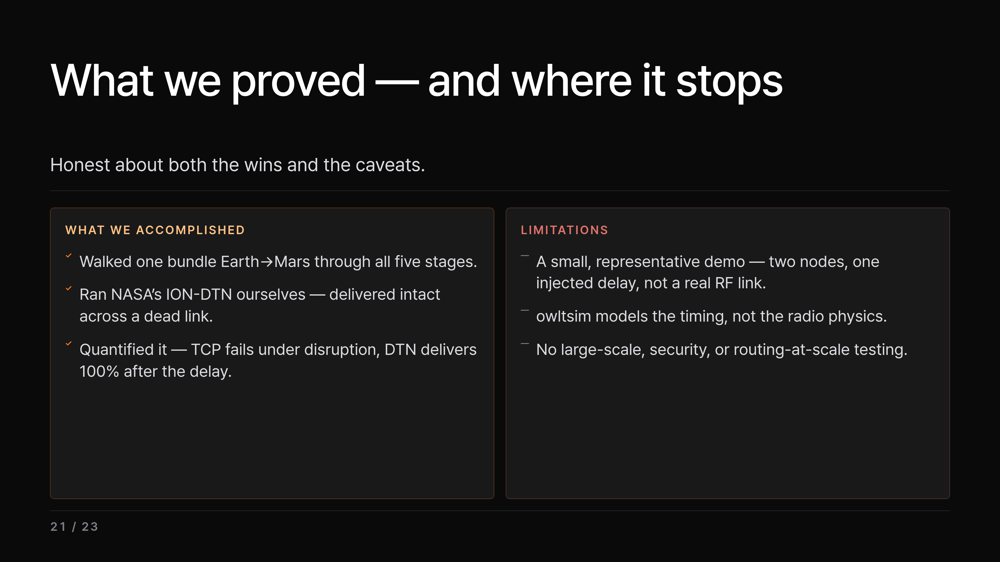 What we proved — and where it stops
Honest about both the wins and the caveats.
WHAT WE ACCOMPLISHED
✓ Walked one bundle Earth→Mars through all five stages.
✓ Ran NASA’s ION-DTN ourselves — delivered intact
across a dead link.
✓ Quantified it — TCP fails under disruption, DTN delivers
100% after the delay.
LIMITATIONS
— A small, representative demo — two nodes, one
injected delay, not a real RF link.
— owltsim models the timing, not the radio physics.
— No large-scale, security, or routing-at-scale testing.
21 / 23